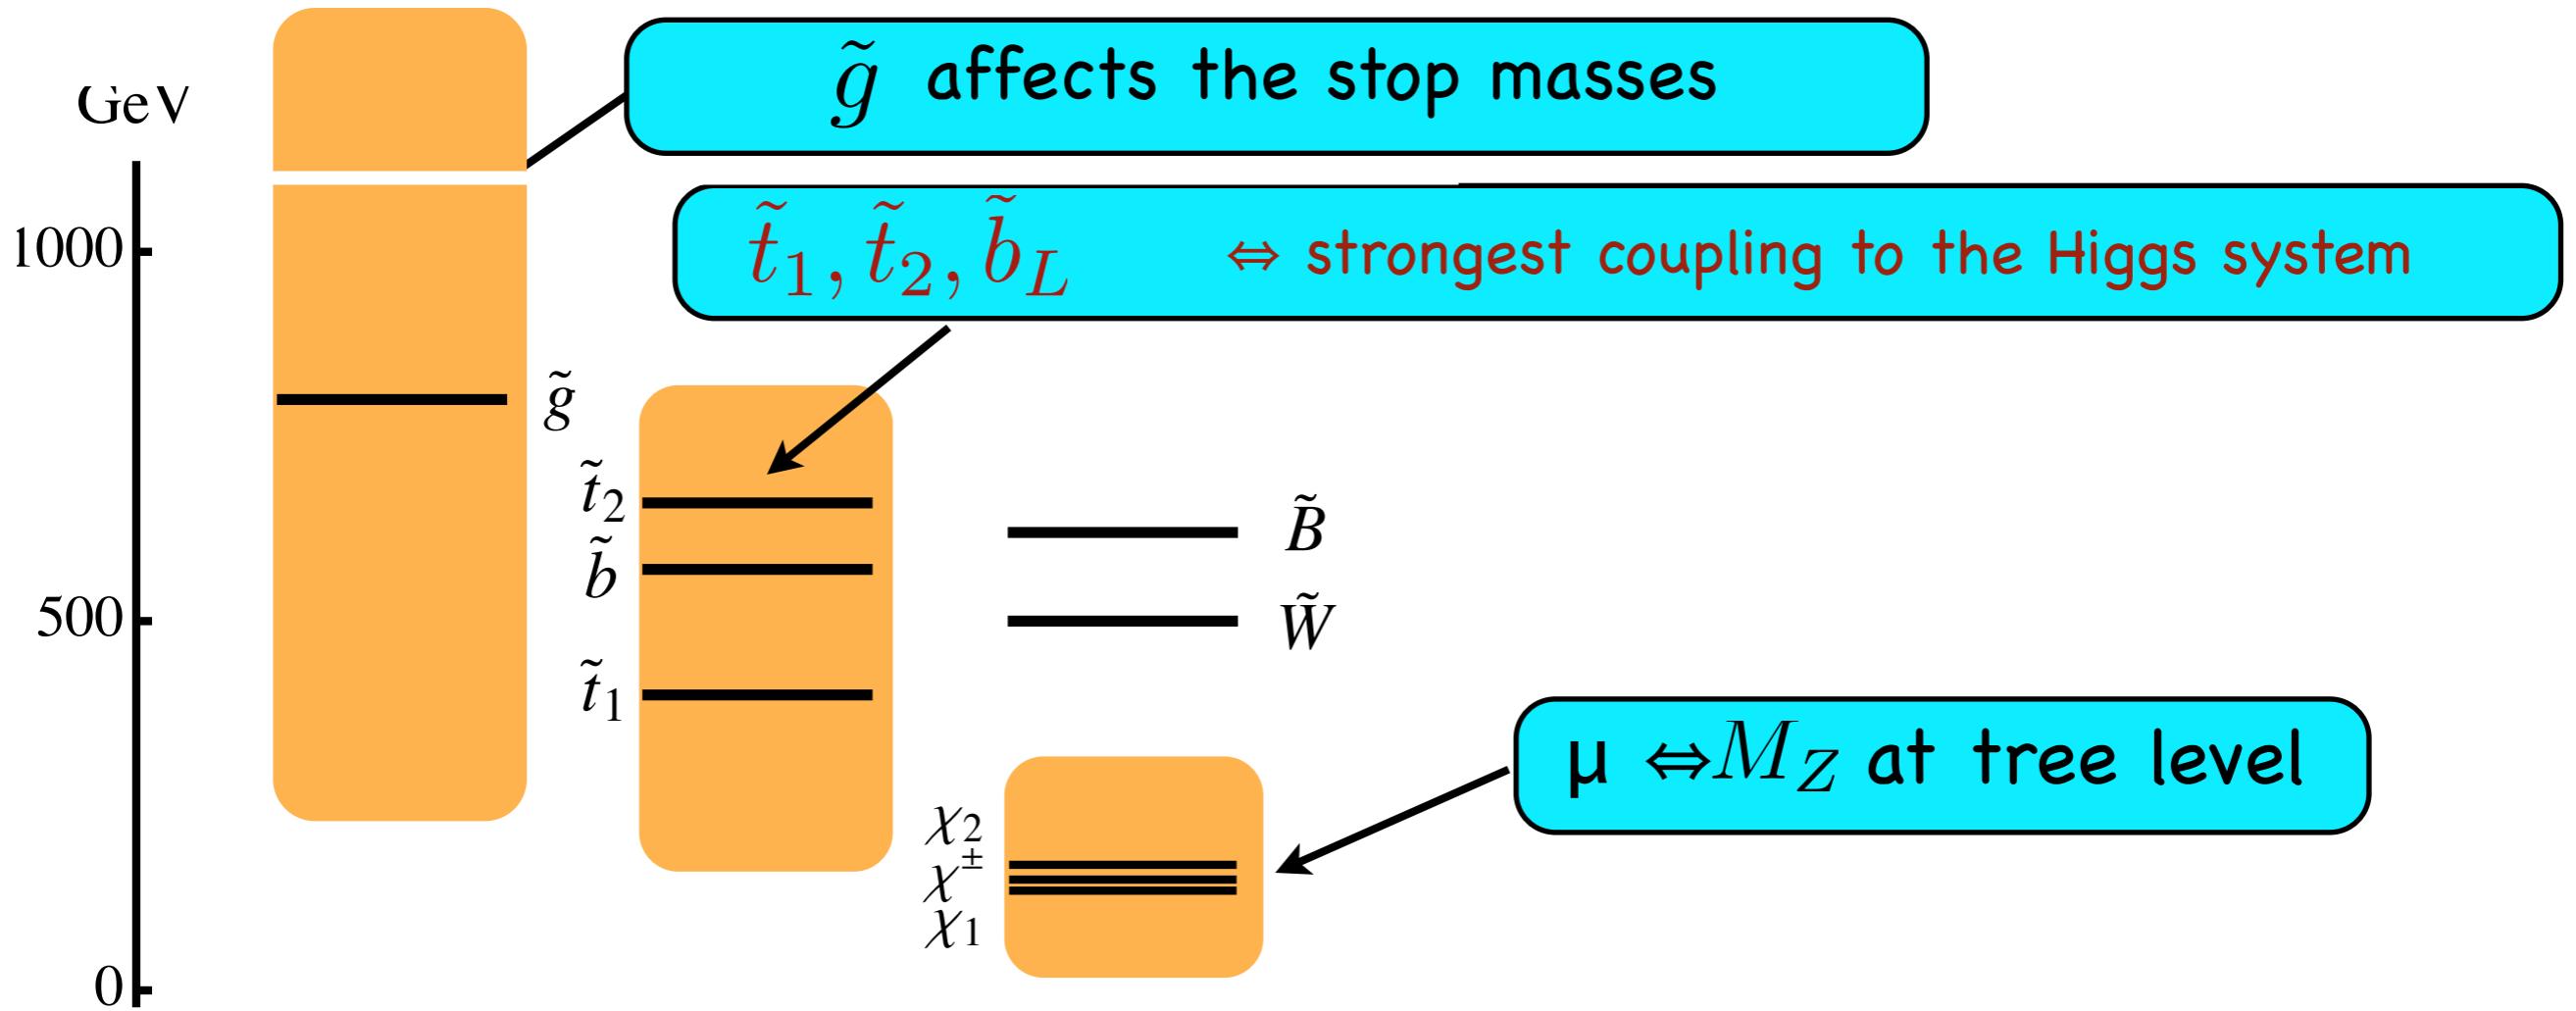 g̃ affects the stop masses
GeV
t̃₁, t̃₂, b̃_L ⇔ strongest coupling to the Higgs system
1000
g̃
t̃₂
B̃
b̃
500
W̃
t̃₁
μ ⇔ M_Z at tree level
χ₂
χ±
χ₁
0